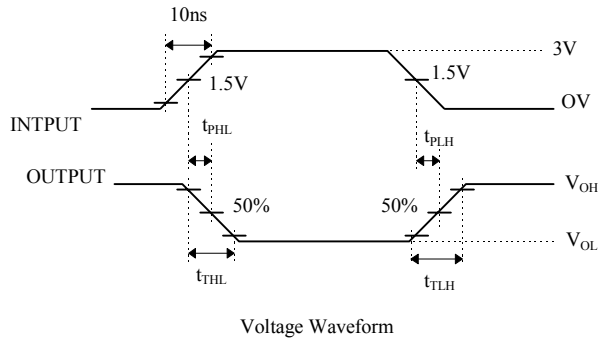 10ns
3V
1.5V
1.5V
OV
INTPUT
tPHL
tPLH
OUTPUT
VOH
50%
50%
VOL
tTHL
tTLH
Voltage Waveform